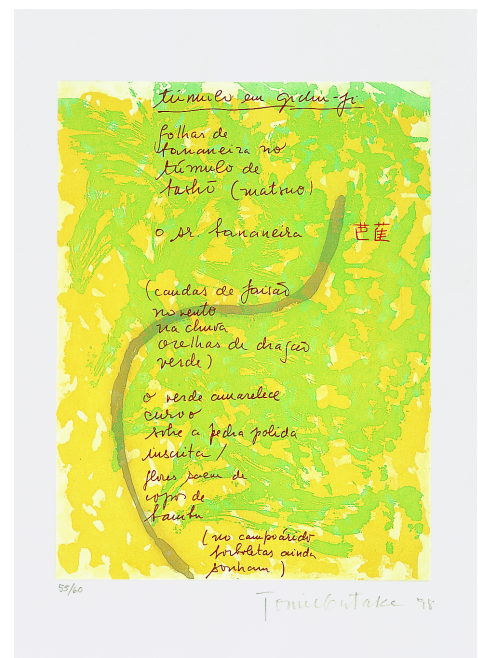 túmulo em gidiu-ji
folhas de
bananeira no
túmulo de
bashô (matsuo)
o sr. bananeira
芭蕉
(caudas de faisão
no vento
na chuva
orelhas de dragão
verde)
o verde amarelece
curvo
sobre a pedra polida
inscrita /
flores saem de
copos de
bambu
(no campo árido
borboletas ainda
sonham)
55/60
Tomie Ohtake 95